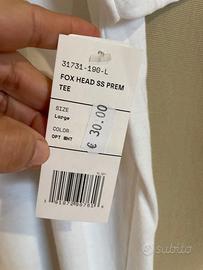 31731-190-L
FOX HEAD SS PREM
TEE
SIZE
Large
COLOR
OPT WHT
€ 30.00
subito